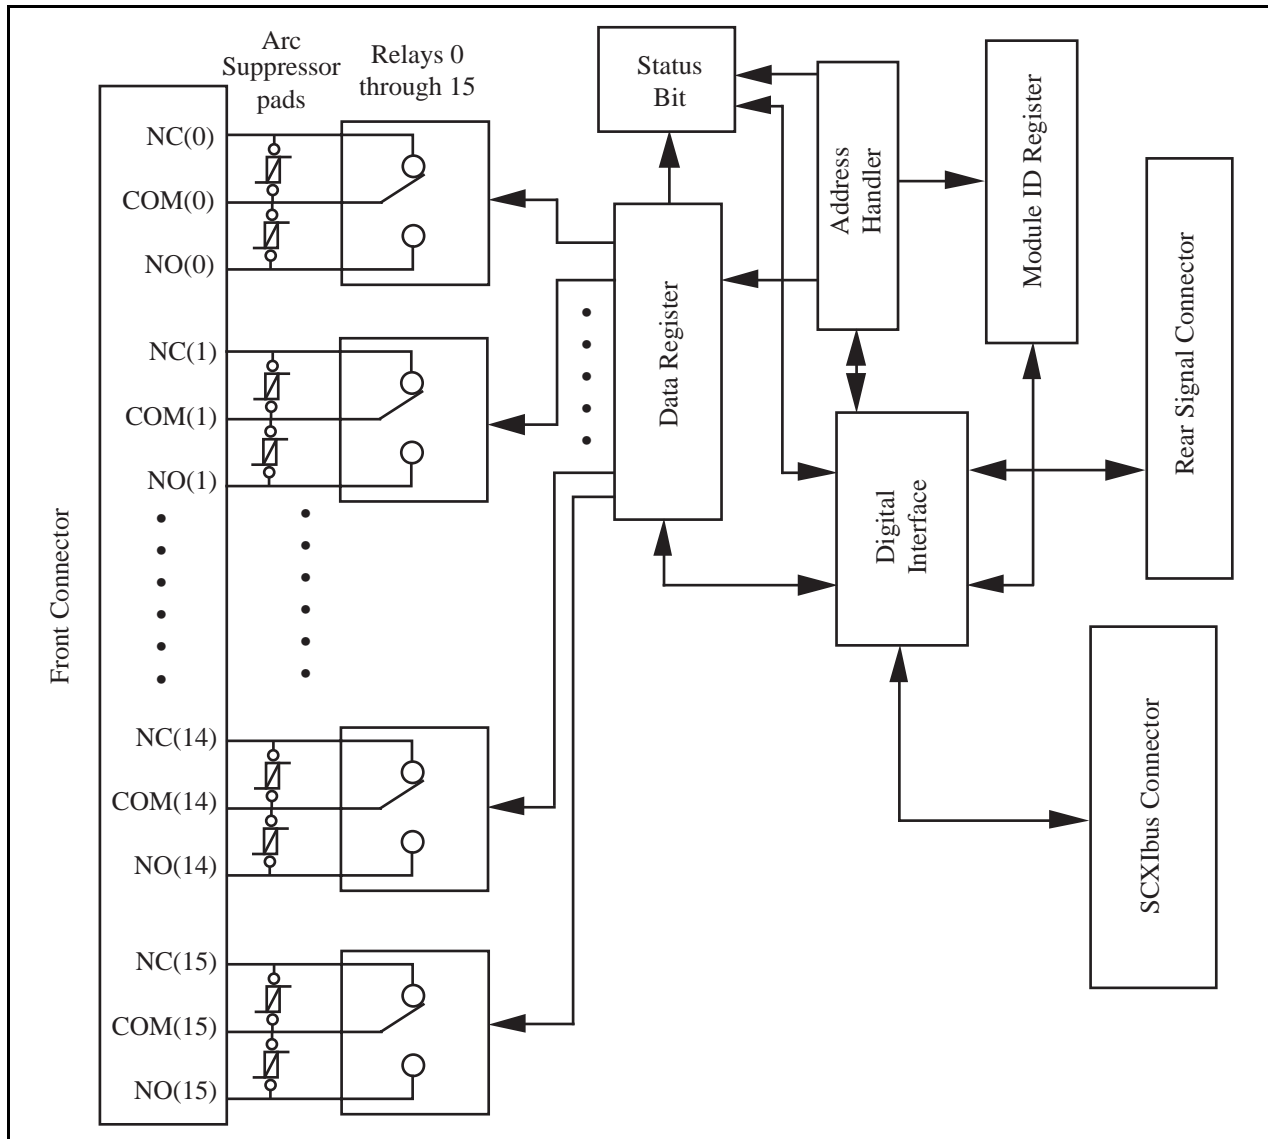 Arc
Suppressor
pads
Relays 0
through 15
Status
Bit
Address
Handler
Module ID Register
Rear Signal Connector
Data Register
Digital
Interface
SCXIbus Connector
Front Connector
NC(0)
COM(0)
NO(0)
NC(1)
COM(1)
NO(1)
NC(14)
COM(14)
NO(14)
NC(15)
COM(15)
NO(15)